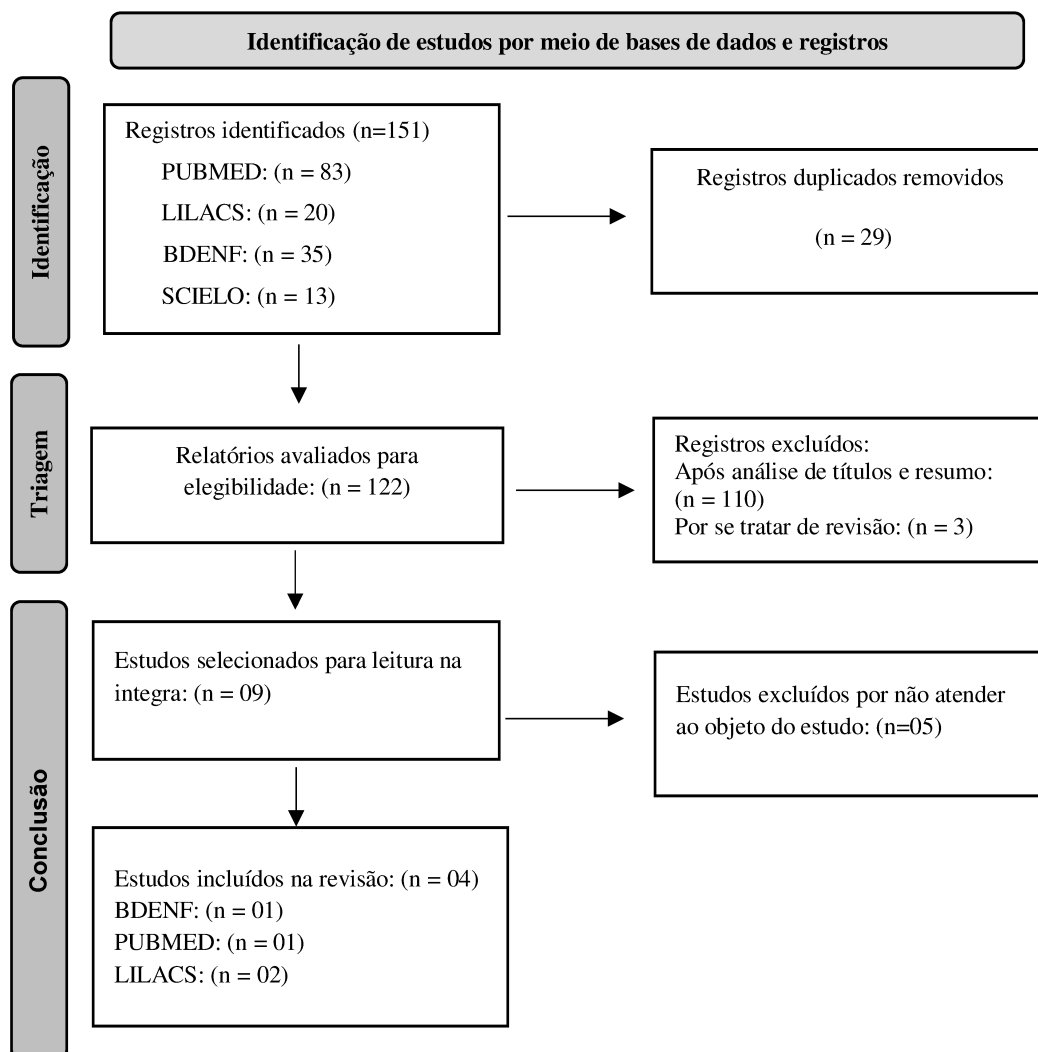 Identificação de estudos por meio de bases de dados e registros
Identificação
Registros identificados (n=151)
PUBMED: (n = 83)
LILACS: (n = 20)
BDENF: (n = 35)
SCIELO: (n = 13)
Registros duplicados removidos
(n = 29)
Triagem
Relatórios avaliados para
elegibilidade: (n = 122)
Registros excluídos:
Após análise de títulos e resumo:
(n = 110)
Por se tratar de revisão: (n = 3)
Conclusão
Estudos selecionados para leitura na
integra: (n = 09)
Estudos excluídos por não atender
ao objeto do estudo: (n=05)
Estudos incluídos na revisão: (n = 04)
BDENF: (n = 01)
PUBMED: (n = 01)
LILACS: (n = 02)